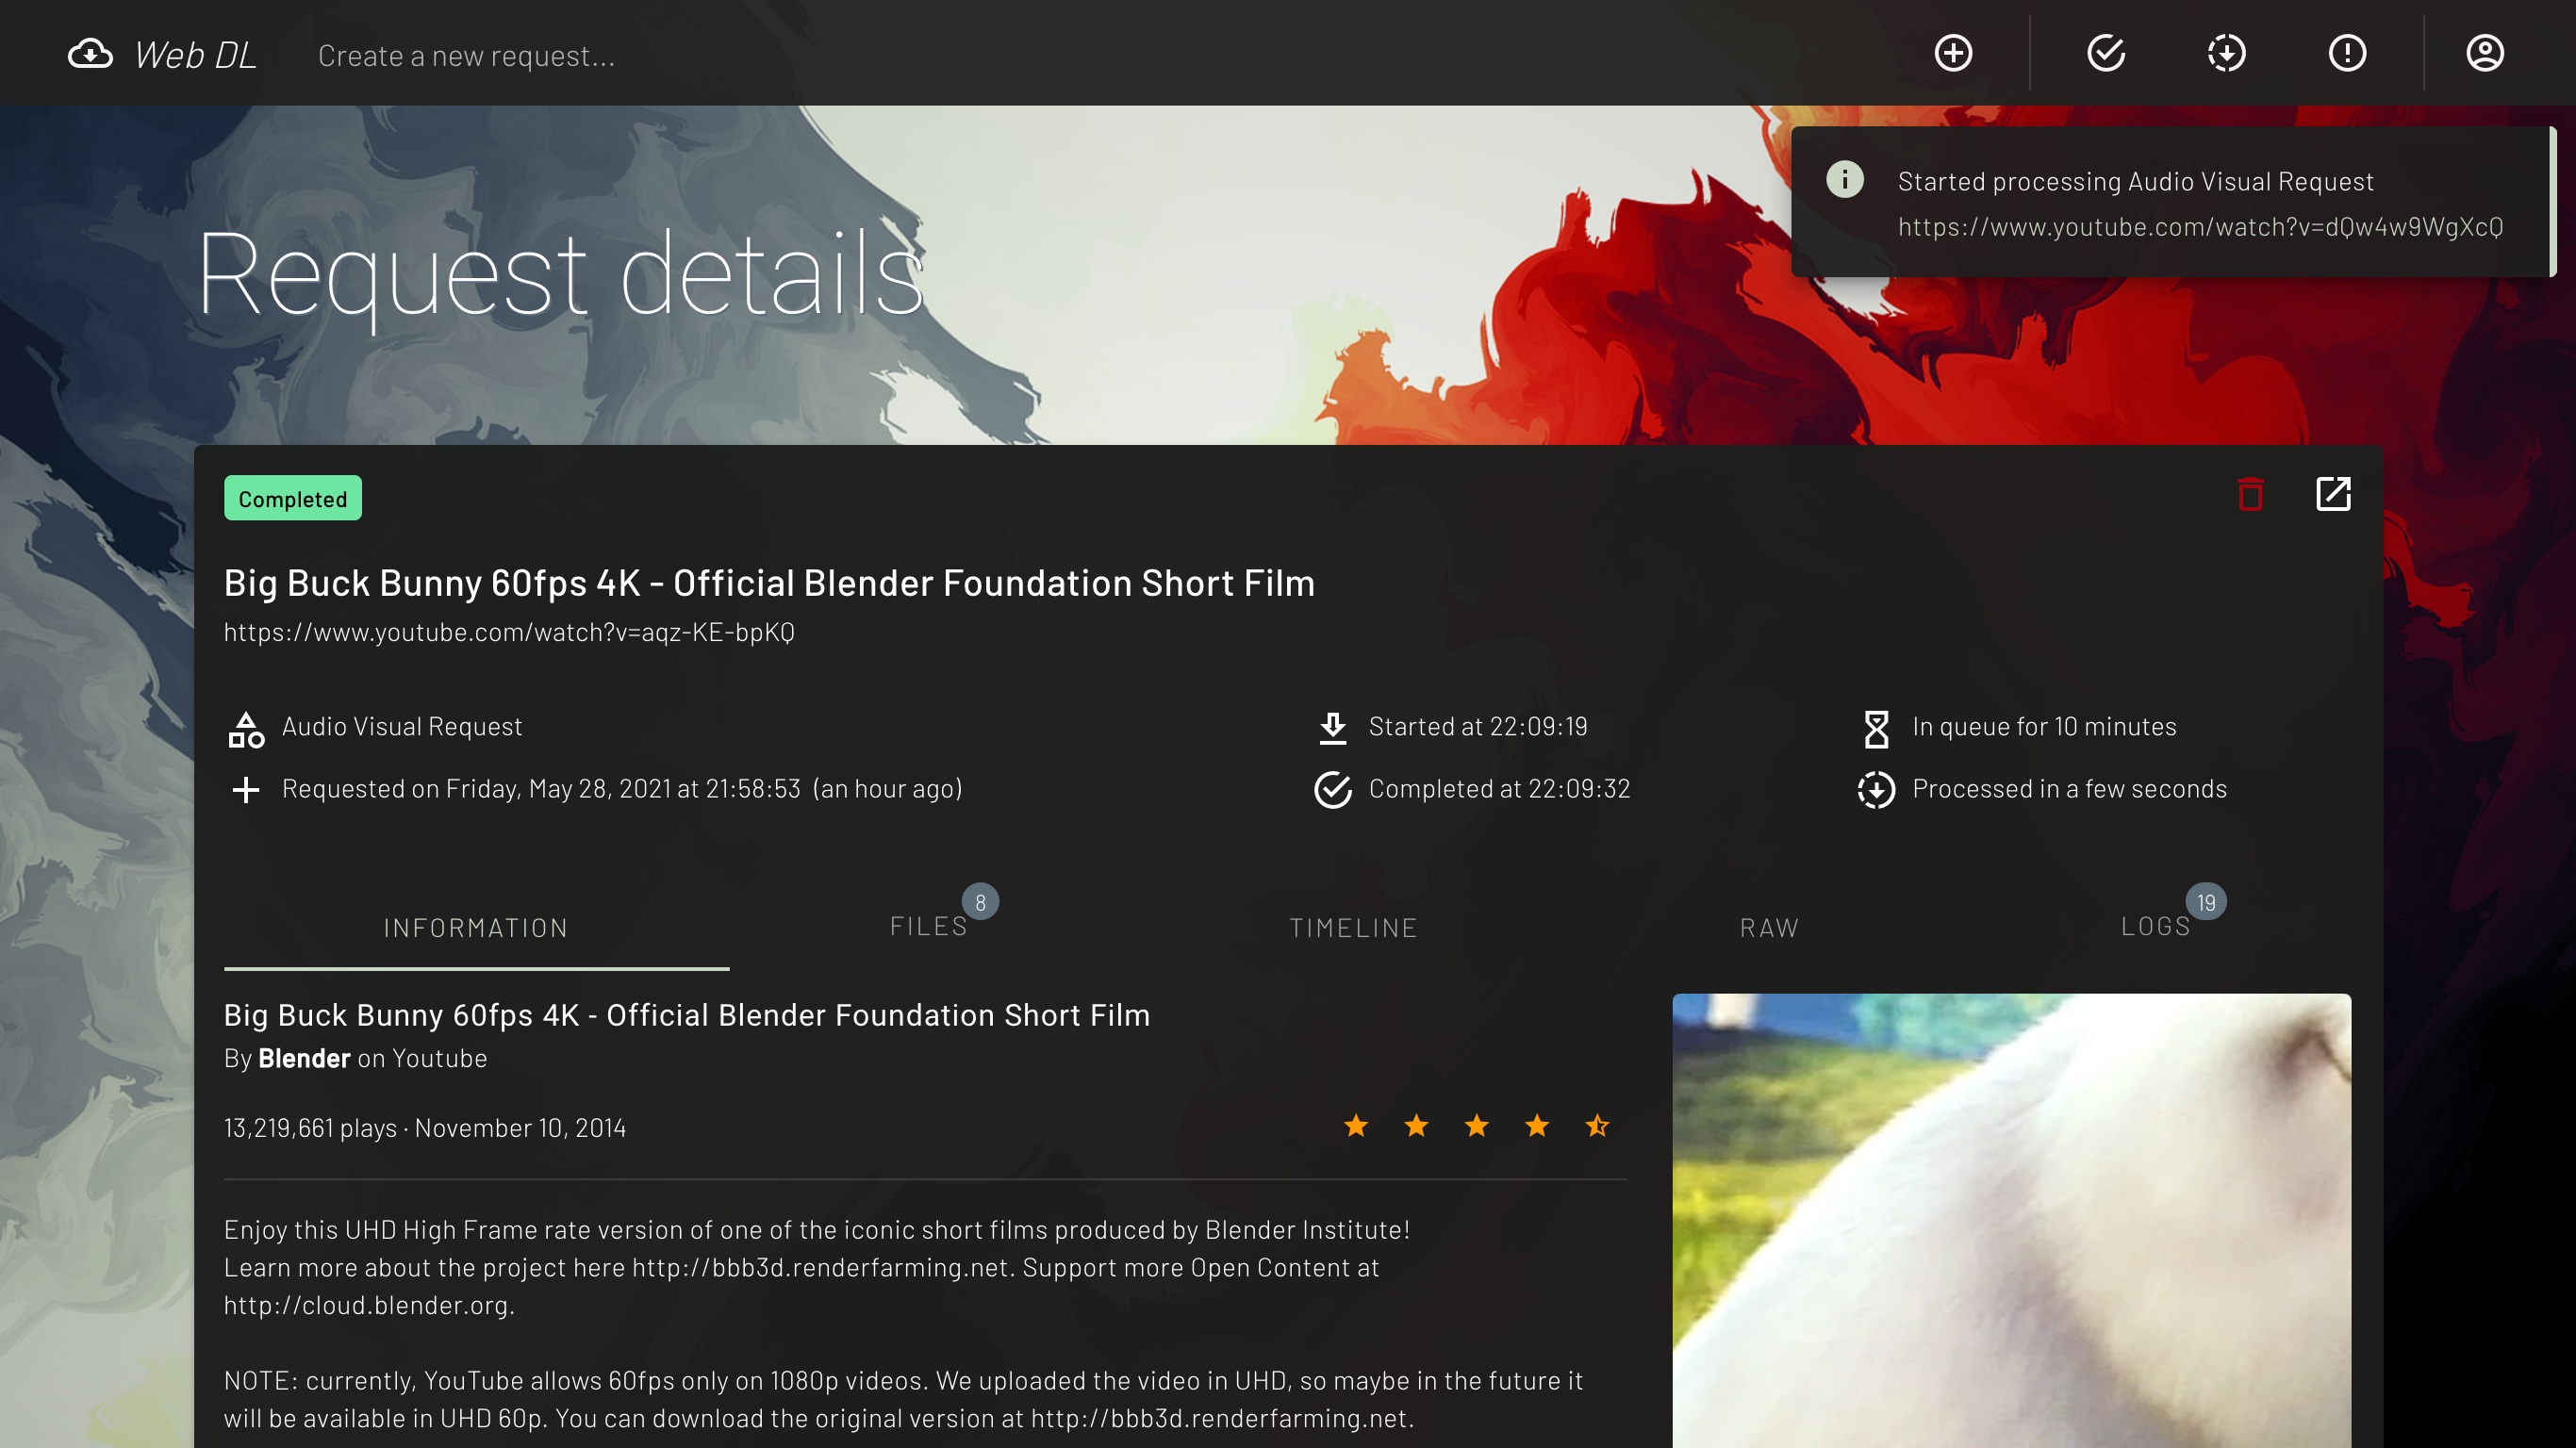 Web DL
Create a new request...
Started processing Audio Visual Request
https://www.youtube.com/watch?v=dQw4w9WgXcQ
Request details
Completed
Big Buck Bunny 60fps 4K - Official Blender Foundation Short Film
https://www.youtube.com/watch?v=aqz-KE-bpKQ
Audio Visual Request
Started at 22:09:19
In queue for 10 minutes
Requested on Friday, May 28, 2021 at 21:58:53 (an hour ago)
Completed at 22:09:32
Processed in a few seconds
INFORMATION
FILES 8
TIMELINE
RAW
LOGS 19
Big Buck Bunny 60fps 4K - Official Blender Foundation Short Film
By Blender on Youtube
13,219,661 plays · November 10, 2014
Enjoy this UHD High Frame rate version of one of the iconic short films produced by Blender Institute!
Learn more about the project here http://bbb3d.renderfarming.net. Support more Open Content at
http://cloud.blender.org.
NOTE: currently, YouTube allows 60fps only on 1080p videos. We uploaded the video in UHD, so maybe in the future it
will be available in UHD 60p. You can download the original version at http://bbb3d.renderfarming.net.